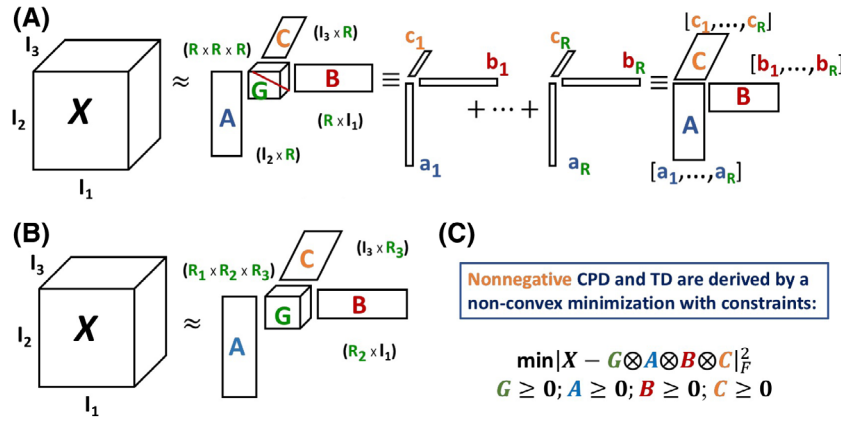 (A)
I3
I2
X
I1
≈
(R x R x R)
C
(I3 x R)
G
B
A
(R x I1)
(I2 x R)
≡
c1
b1
a1
+ ··· +
cR
bR
aR
≡
[c1,...,cR]
C
[b1,...,bR]
B
A
[a1,...,aR]
(B)
I3
I2
X
I1
≈
(R1 x R2 x R3)
C
(I3 x R3)
G
B
A
(R2 x I1)
(C)
Nonnegative CPD and TD are derived by a
non-convex minimization with constraints:
min|X − G⊗A⊗B⊗C|²F
G ≥ 0; A ≥ 0; B ≥ 0; C ≥ 0